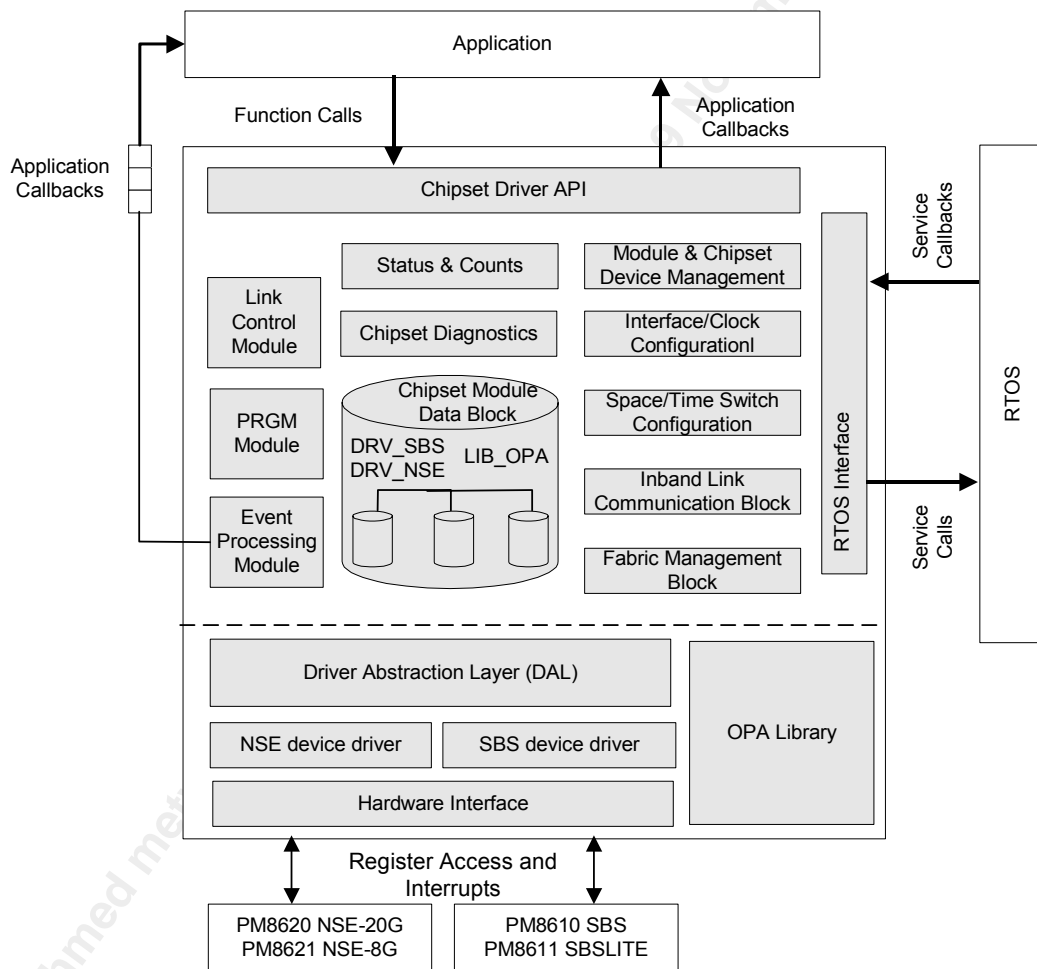 Application
Function Calls
Application
Callbacks
Application
Callbacks
Chipset Driver API
Service
Callbacks
Status & Counts
Module & Chipset
Device Management
Link
Control
Module
Chipset Diagnostics
Interface/Clock
Configurationl
Chipset Module
Data Block
PRGM
Module
Space/Time Switch
Configuration
DRV_SBS
DRV_NSE
LIB_OPA
RTOS
Inband Link
Communication Block
RTOS Interface
Event
Processing
Module
Service
Calls
Fabric Management
Block
Driver Abstraction Layer (DAL)
OPA Library
NSE device driver
SBS device driver
Hardware Interface
Register Access and
Interrupts
PM8620 NSE-20G
PM8621 NSE-8G
PM8610 SBS
PM8611 SBSLITE